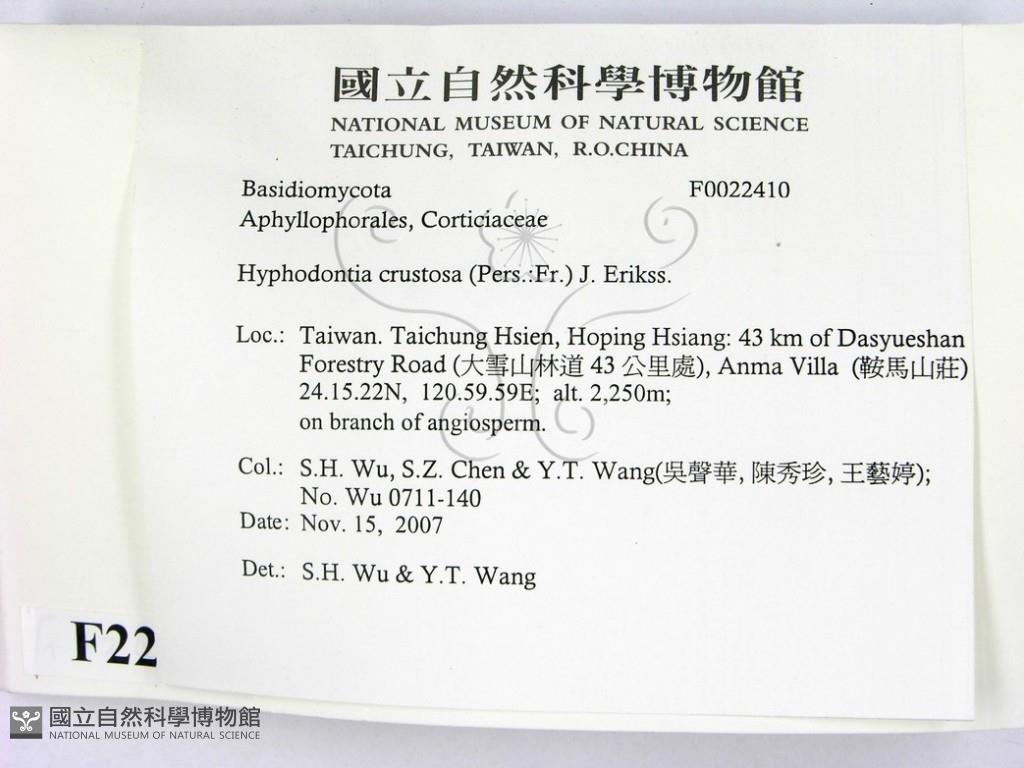 國立自然科學博物館
NATIONAL MUSEUM OF NATURAL SCIENCE
TAICHUNG, TAIWAN, R.O.CHINA
Basidiomycota F0022410
Aphyllophorales, Corticiaceae
Hyphodontia crustosa (Pers.:Fr.) J. Erikss.
Loc.: Taiwan. Taichung Hsien, Hoping Hsiang: 43 km of Dasyueshan
Forestry Road (大雪山林道 43 公里處), Anma Villa (鞍馬山莊)
24.15.22N, 120.59.59E; alt. 2,250m;
on branch of angiosperm.
Col.: S.H. Wu, S.Z. Chen & Y.T. Wang(吳聲華, 陳秀珍, 王藝婷);
No. Wu 0711-140
Date: Nov. 15, 2007
Det.: S.H. Wu & Y.T. Wang
F22
國立自然科學博物館
NATIONAL MUSEUM OF NATURAL SCIENCE